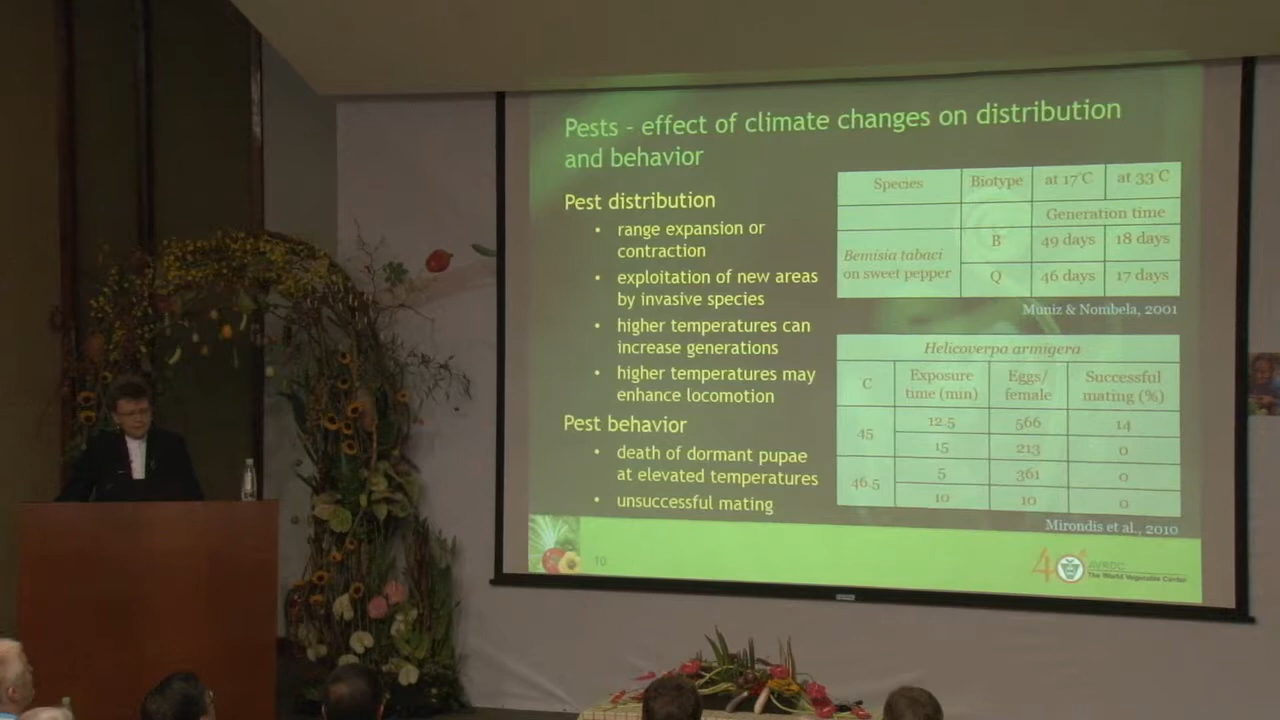 Pests - effect of climate changes on distribution
and behavior
Pest distribution
• range expansion or
contraction
• exploitation of new areas
by invasive species
• higher temperatures can
increase generations
• higher temperatures may
enhance locomotion
Pest behavior
• death of dormant pupae
at elevated temperatures
• unsuccessful mating
Species Biotype at 17°C at 33°C
Generation time
Bemisia tabaci
on sweet pepper
B 49 days 18 days
Q 46 days 17 days
Muniz & Nombela, 2001
Helicoverpa armigera
°C Exposure time (min) Eggs/ female Successful mating (%)
45 12.5 566 14
15 213 0
46.5 5 361 0
10 10 0
Mirondis et al., 2010
10
40
AVRDC
The World Vegetable Center